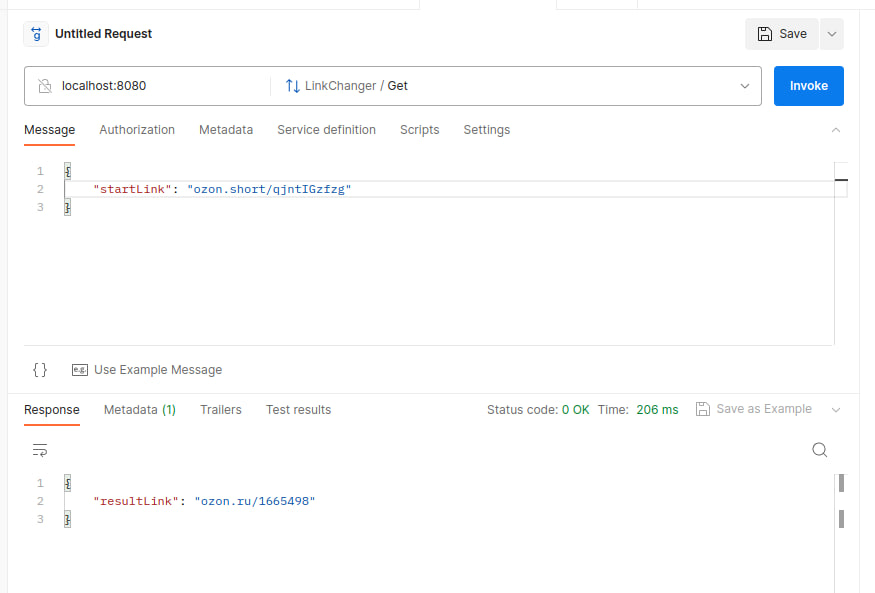 Untitled Request
Save
localhost:8080
LinkChanger / Get
Invoke
Message Authorization Metadata Service definition Scripts Settings
1 {
2 "startLink": "ozon.short/qjntIGzfzg"
3 }
{} e.g. Use Example Message
Response Metadata (1) Trailers Test results Status code: 0 OK Time: 206 ms Save as Example
1 {
2 "resultLink": "ozon.ru/1665498"
3 }